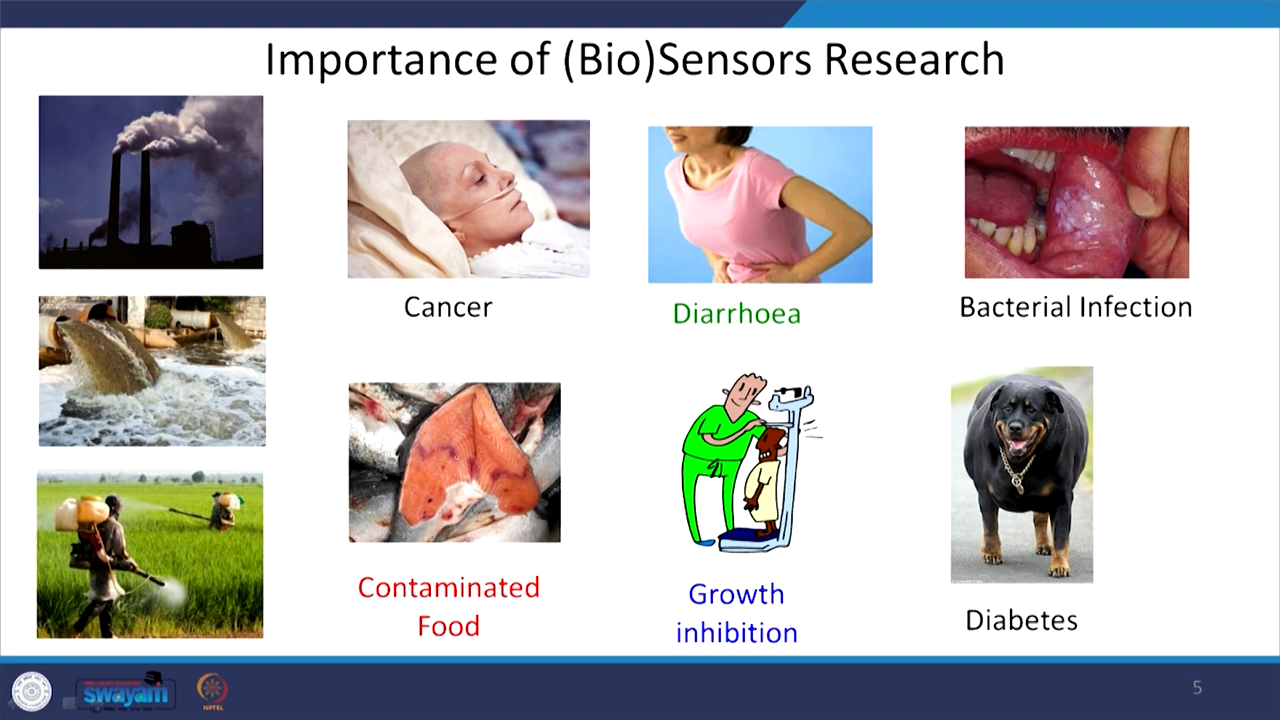 Importance of (Bio)Sensors Research
Cancer
Diarrhoea
Bacterial Infection
Contaminated
Food
Growth
inhibition
Diabetes
swayam
NPTEL
5